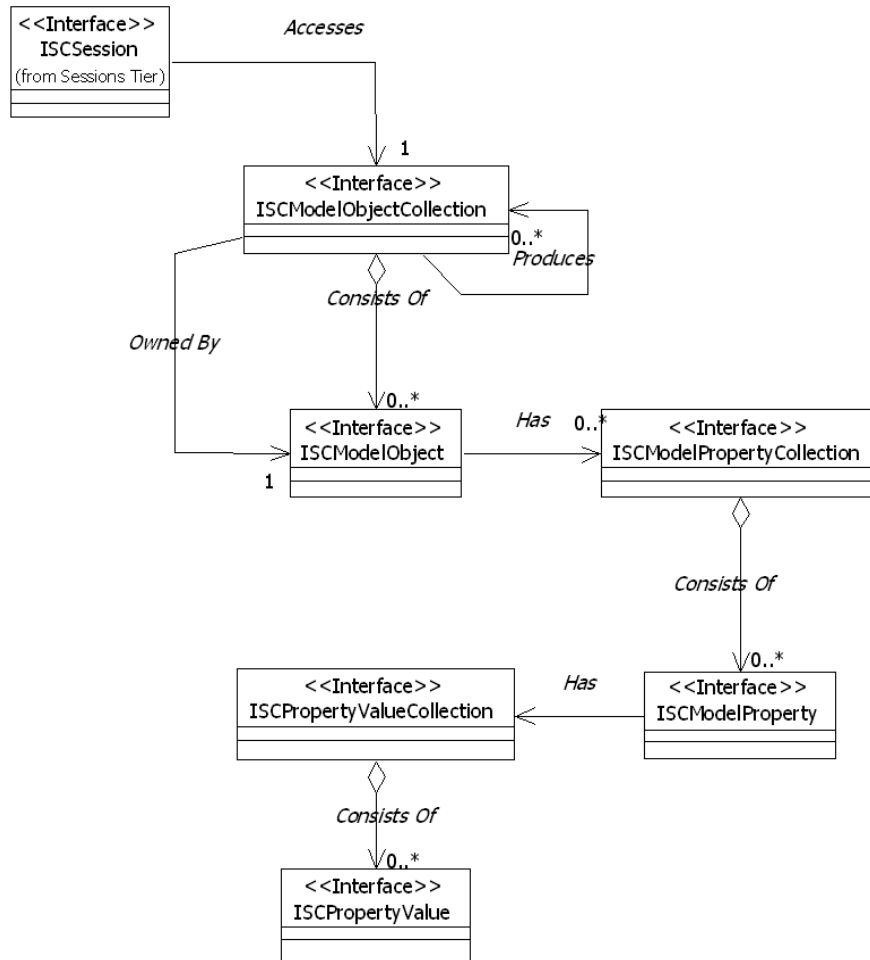 <<Interface>>
ISCSession
(from Sessions Tier)
Accesses
1
<<Interface>>
ISCModelObjectCollection
0..*
Produces
Consists Of
Owned By
0..*
<<Interface>>
ISCModelObject
1
Has
0..*
<<Interface>>
ISCModelPropertyCollection
Consists Of
0..*
<<Interface>>
ISCModelProperty
Has
<<Interface>>
ISCPropertyValueCollection
Consists Of
0..*
<<Interface>>
ISCPropertyValue